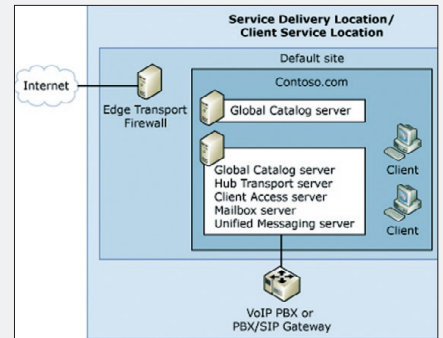 Service Delivery Location/
Client Service Location
Default site
Contoso.com
Internet
Edge Transport
Firewall
Global Catalog server
Global Catalog server
Hub Transport server
Client Access server
Mailbox server
Unified Messaging server
Client
Client
VoIP PBX or
PBX/SIP Gateway